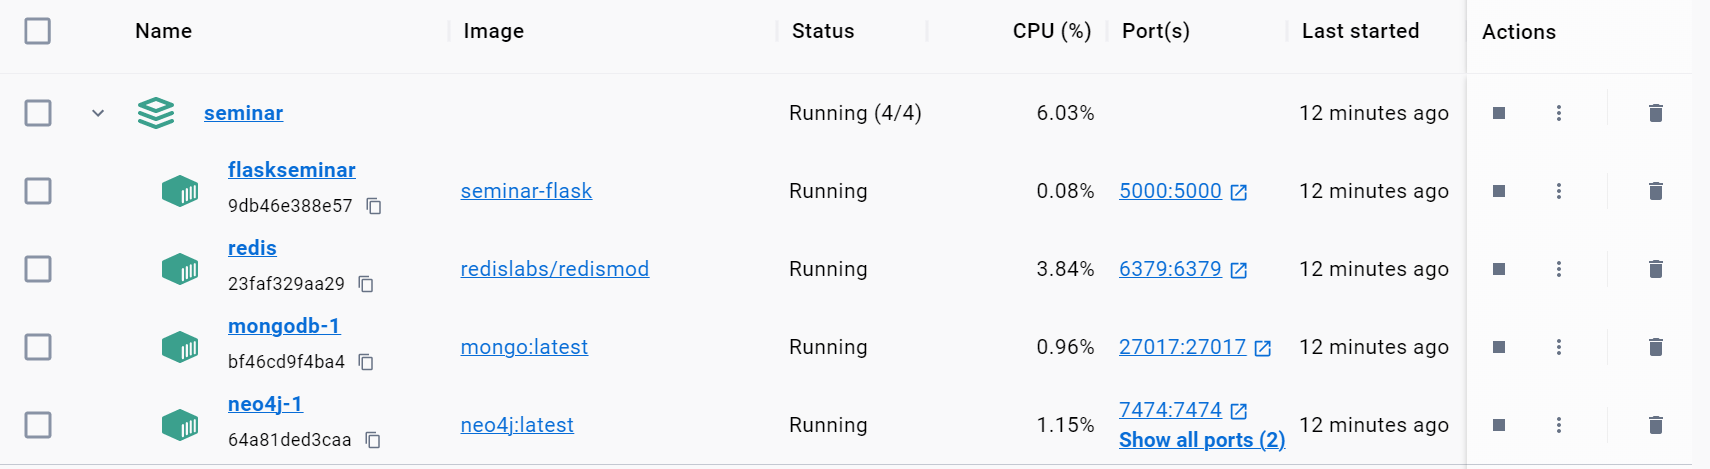 Name Image Status CPU (%) Port(s) Last started Actions
seminar Running (4/4) 6.03% 12 minutes ago
flaskseminar
9db46e388e57 seminar-flask Running 0.08% 5000:5000 12 minutes ago
redis
23faf329aa29 redislabs/redismod Running 3.84% 6379:6379 12 minutes ago
mongodb-1
bf46cd9f4ba4 mongo:latest Running 0.96% 27017:27017 12 minutes ago
neo4j-1
64a81ded3caa neo4j:latest Running 1.15% 7474:7474 12 minutes ago
Show all ports (2)